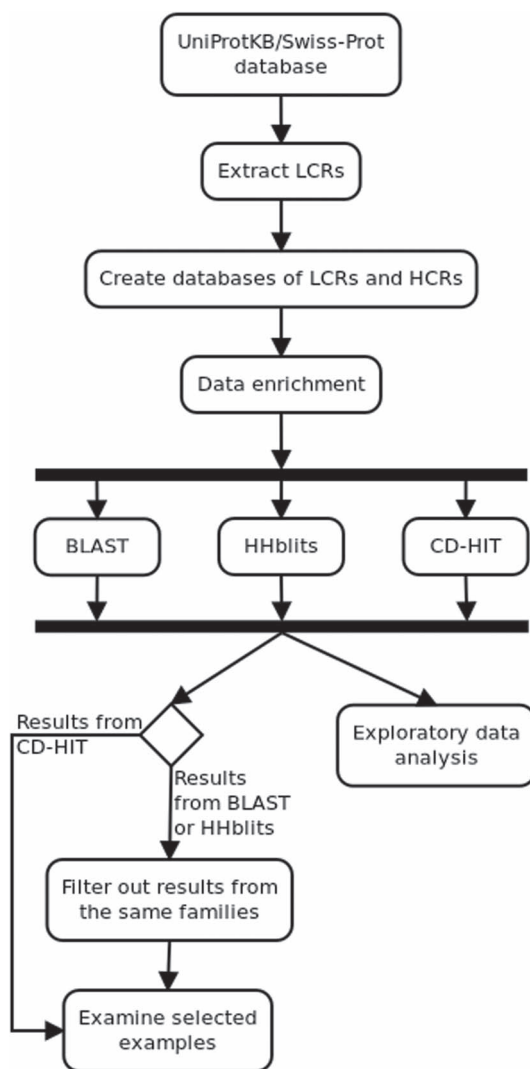 UniProtKB/Swiss-Prot
database
Extract LCRs
Create databases of LCRs and HCRs
Data enrichment
BLAST
HHblits
CD-HIT
Results from
CD-HIT
Exploratory data
analysis
Results
from BLAST
or HHblits
Filter out results from
the same families
Examine selected
examples